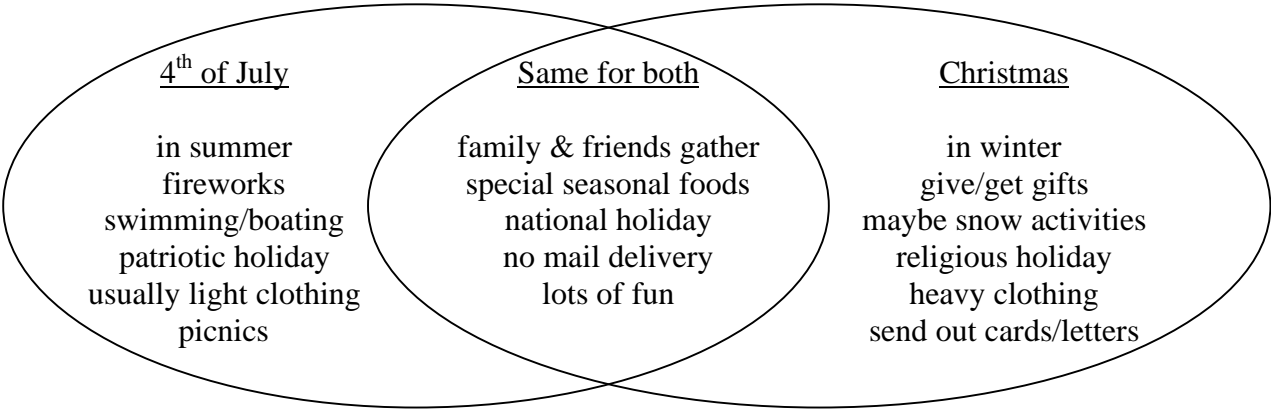 4th of July
in summer
fireworks
swimming/boating
patriotic holiday
usually light clothing
picnics
Same for both
family & friends gather
special seasonal foods
national holiday
no mail delivery
lots of fun
Christmas
in winter
give/get gifts
maybe snow activities
religious holiday
heavy clothing
send out cards/letters